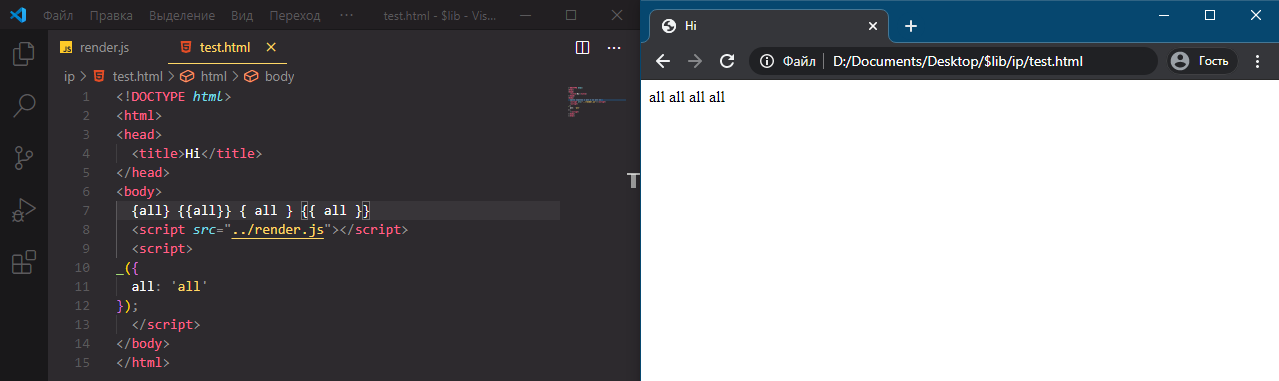 Файл Правка Выделение Вид Переход ··· test.html - $lib - Vis...
render.js test.html
ip > test.html > html > body
1 <!DOCTYPE html>
2 <html>
3 <head>
4 <title>Hi</title>
5 </head>
6 <body>
7 {all} {{all}} { all } {{ all }}
8 <script src="../render.js"></script>
9 <script>
10 _({
11 all: 'all'
12 });
13 </script>
14 </body>
15 </html>
Hi
Файл D:/Documents/Desktop/$lib/ip/test.html Гость
all all all all